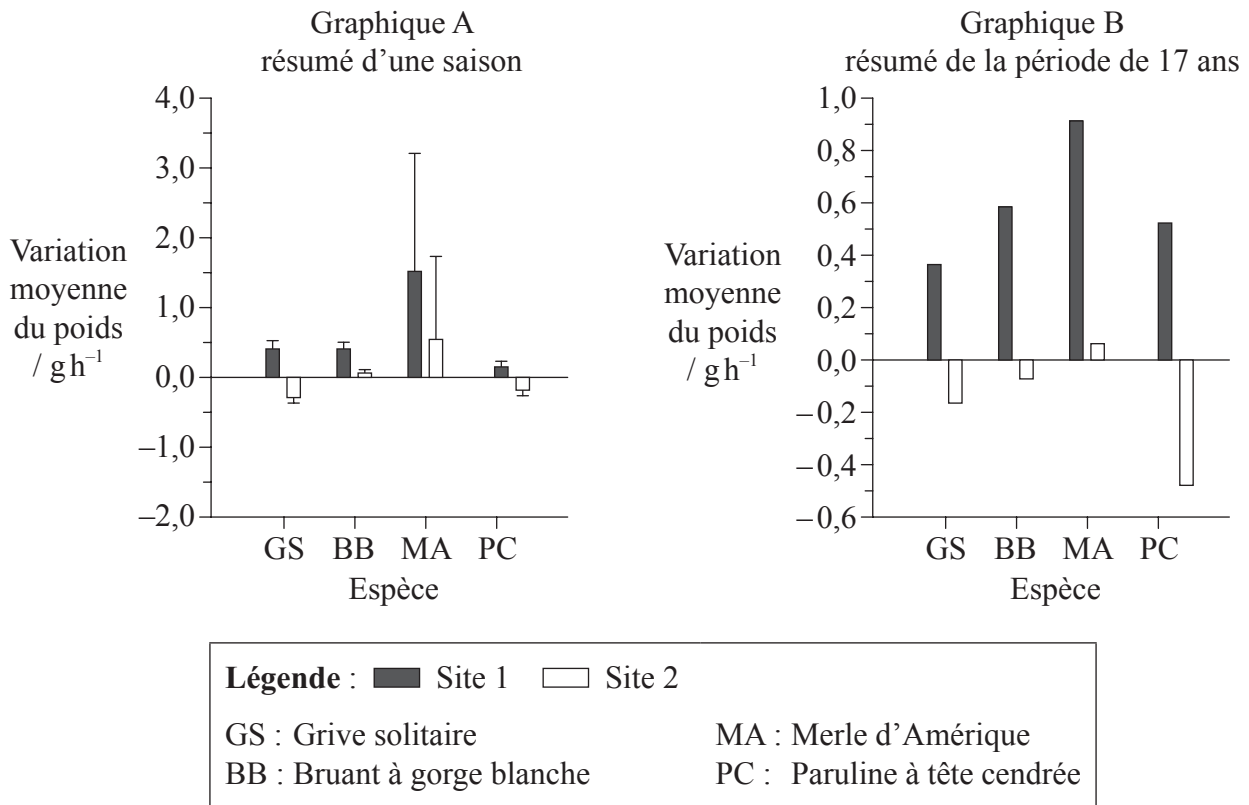 Graphique A
résumé d’une saison
4,0
3,0
2,0
1,0
0,0
–1,0
–2,0
Variation
moyenne
du poids
/ g h–1
GS BB MA PC
Espèce
Graphique B
résumé de la période de 17 ans
1,0
0,8
0,6
0,4
0,2
0,0
–0,2
–0,4
–0,6
Variation
moyenne
du poids
/ g h–1
GS BB MA PC
Espèce
Légende : Site 1 Site 2
GS : Grive solitaire MA : Merle d’Amérique
BB : Bruant à gorge blanche PC : Paruline à tête cendrée